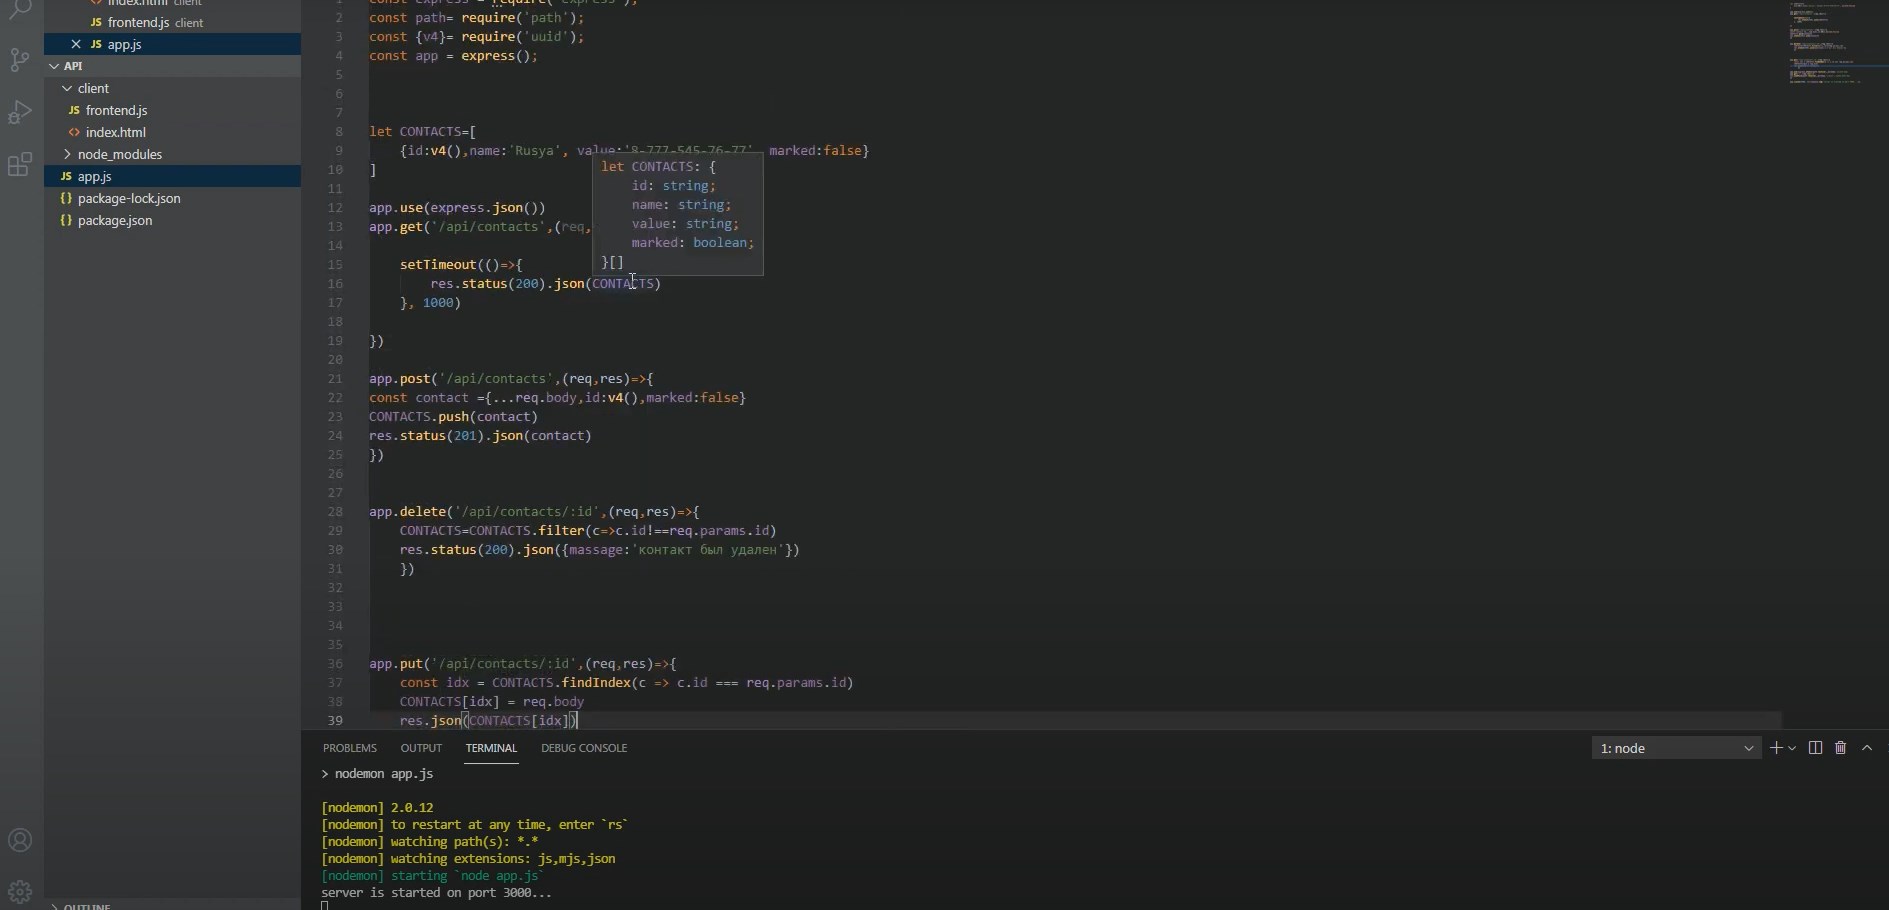 index.html client
frontend.js client
JS app.js
API
client
JS frontend.js
<> index.html
node_modules
JS app.js
{} package-lock.json
{} package.json
OUTLINE
1 const express = require('express');
2 const path= require('path');
3 const {v4}= require('uuid');
4 const app = express();
5
6
7
8 let CONTACTS=[
9 {id:v4(),name:'Rusya', value:'8-777-545-76-77', marked:false}
10 ]
11
12 app.use(express.json())
13 app.get('/api/contacts',(req,
14
15 setTimeout(()=>{
16 res.status(200).json(CONTACTS)
17 }, 1000)
18
19 })
20
21 app.post('/api/contacts',(req,res)=>{
22 const contact ={...req.body,id:v4(),marked:false}
23 CONTACTS.push(contact)
24 res.status(201).json(contact)
25 })
26
27
28 app.delete('/api/contacts/:id',(req,res)=>{
29 CONTACTS=CONTACTS.filter(c=>c.id!==req.params.id)
30 res.status(200).json({massage:'контакт был удален'})
31 })
32
33
34
35
36 app.put('/api/contacts/:id',(req,res)=>{
37 const idx = CONTACTS.findIndex(c => c.id === req.params.id)
38 CONTACTS[idx] = req.body
39 res.json(CONTACTS[idx])
let CONTACTS: {
id: string;
name: string;
value: string;
marked: boolean;
}[]
PROBLEMS OUTPUT TERMINAL DEBUG CONSOLE 1: node
> nodemon app.js
[nodemon] 2.0.12
[nodemon] to restart at any time, enter `rs`
[nodemon] watching path(s): *.*
[nodemon] watching extensions: js,mjs,json
[nodemon] starting `node app.js`
server is started on port 3000...